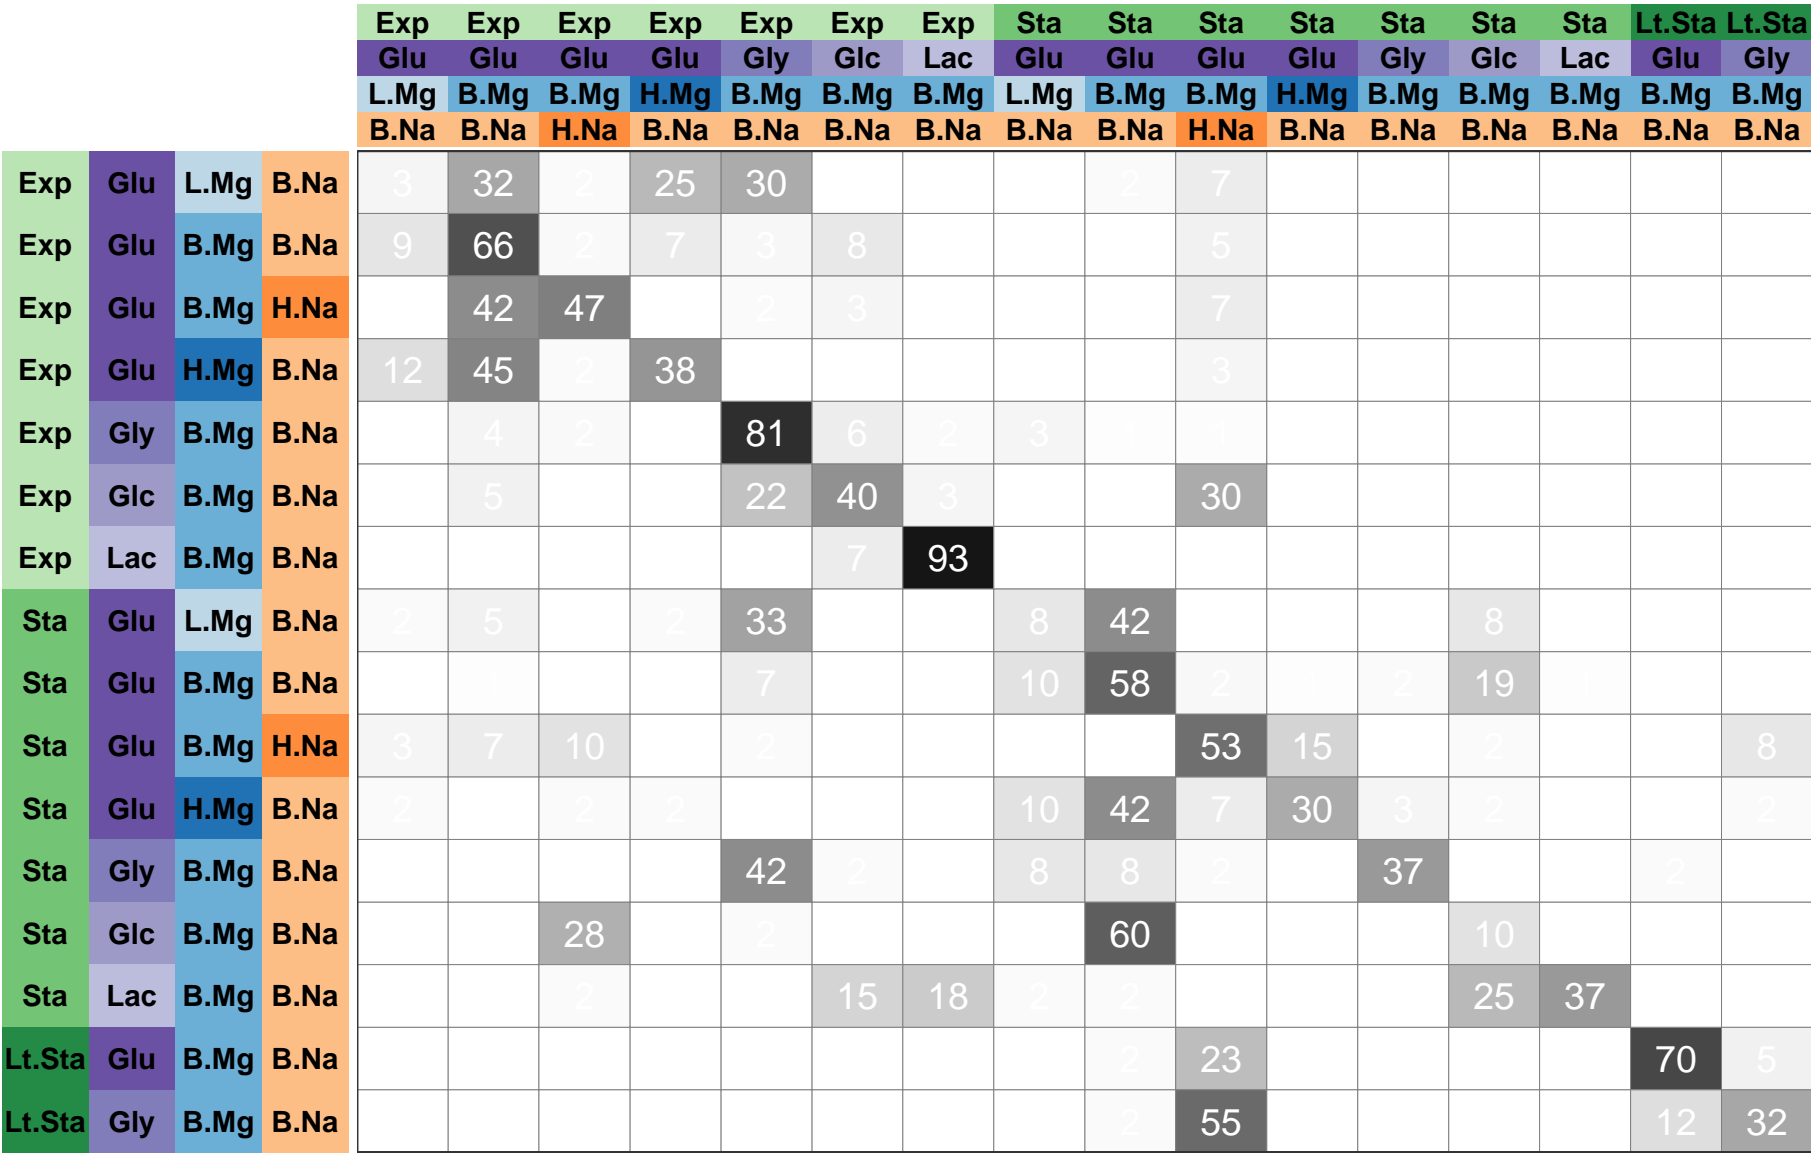 Exp Exp Exp Exp Exp Exp Exp Sta Sta Sta Sta Sta Sta Sta Lt.Sta Lt.Sta
Glu Glu Glu Glu Gly Glc Lac Glu Glu Glu Glu Gly Glc Lac Glu Gly
L.Mg B.Mg B.Mg H.Mg B.Mg B.Mg B.Mg L.Mg B.Mg B.Mg H.Mg B.Mg B.Mg B.Mg B.Mg B.Mg
B.Na B.Na H.Na B.Na B.Na B.Na B.Na B.Na B.Na H.Na B.Na B.Na B.Na B.Na B.Na B.Na
Exp Glu L.Mg B.Na 3 32 2 25 30 2 7
Exp Glu B.Mg B.Na 9 66 2 7 3 8 5
Exp Glu B.Mg H.Na 42 47 2 3 7
Exp Glu H.Mg B.Na 12 45 2 38 3
Exp Gly B.Mg B.Na 4 2 81 6 2 3 1 1
Exp Glc B.Mg B.Na 5 22 40 3 30
Exp Lac B.Mg B.Na 7 93
Sta Glu L.Mg B.Na 2 5 2 33 8 42 8
Sta Glu B.Mg B.Na 1 7 10 58 2 1 2 19 1
Sta Glu B.Mg H.Na 3 7 10 2 53 15 2 8
Sta Glu H.Mg B.Na 2 2 2 10 42 7 30 3 2 2
Sta Gly B.Mg B.Na 42 2 8 8 2 37 2
Sta Glc B.Mg B.Na 28 2 60 10
Sta Lac B.Mg B.Na 2 15 18 2 2 25 37
Lt.Sta Glu B.Mg B.Na 2 23 70 5
Lt.Sta Gly B.Mg B.Na 2 55 12 32